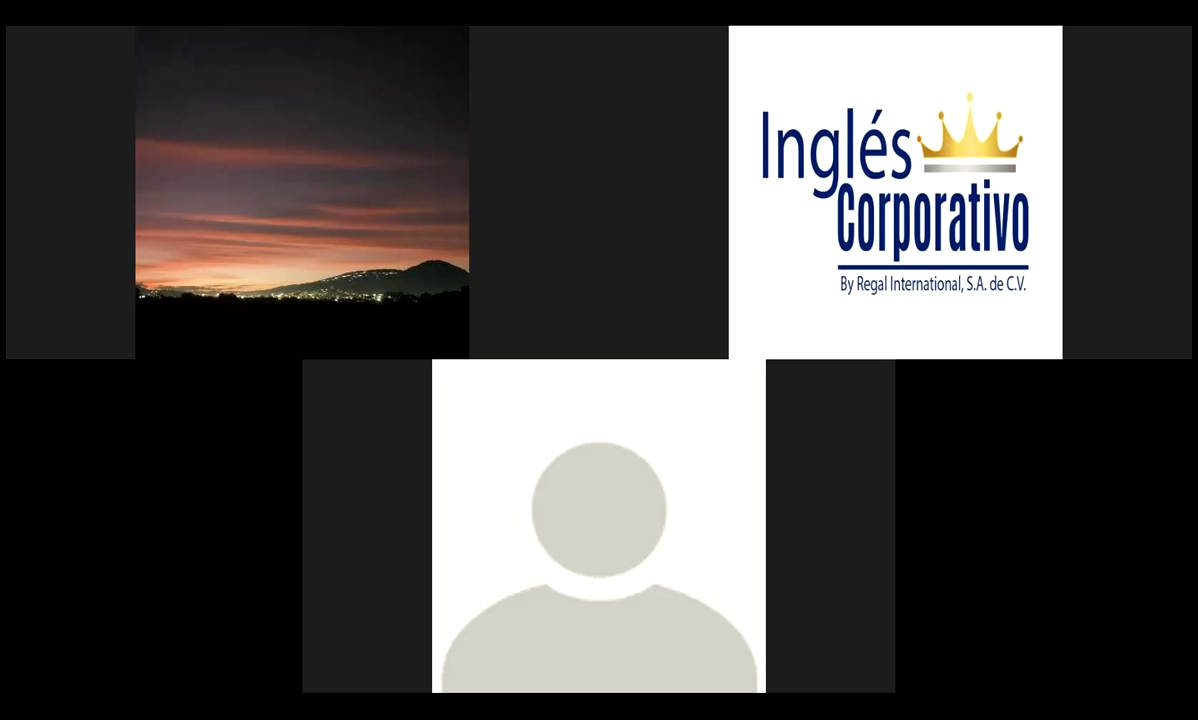 Inglés
Corporativo
By Regal International, S.A. de C.V.